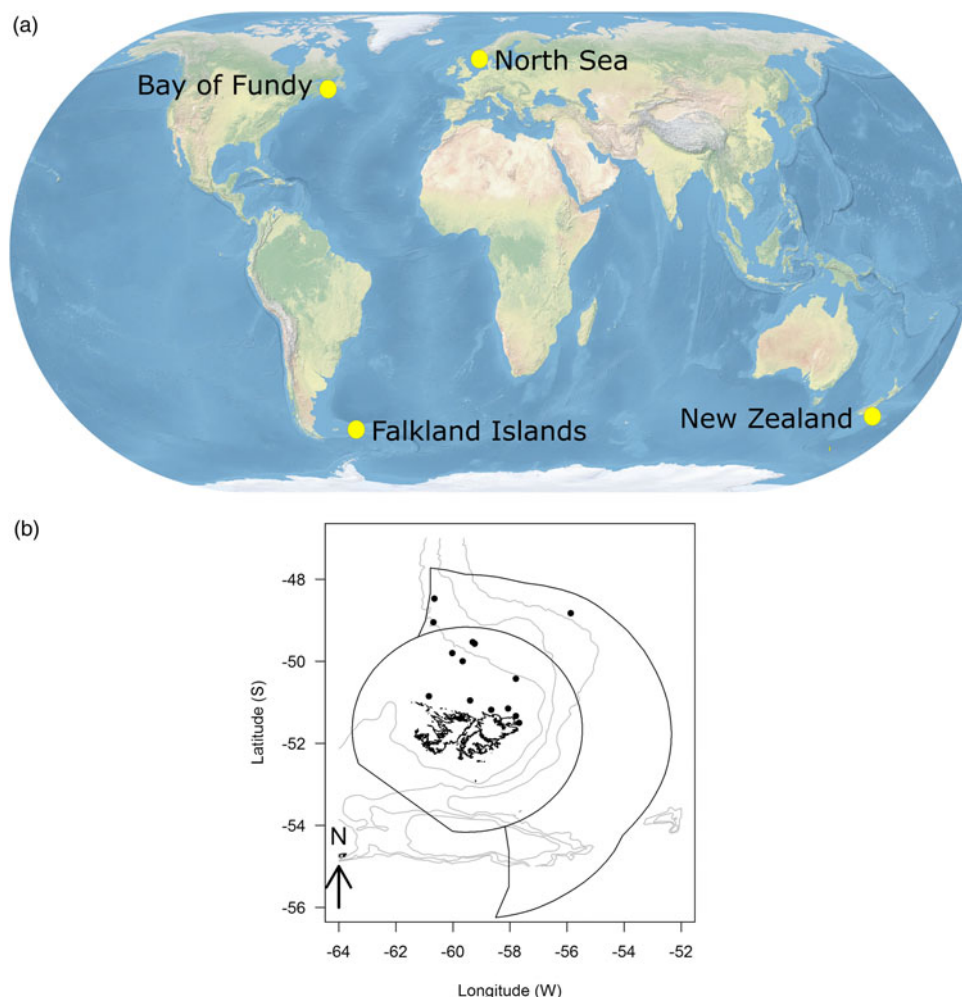 (a)
North Sea
Bay of Fundy
New Zealand
Falkland Islands
(b)
-48
-50
-52
-54
-56
Latitude (S)
N
-64 -62 -60 -58 -56 -54 -52
Longitude (W)